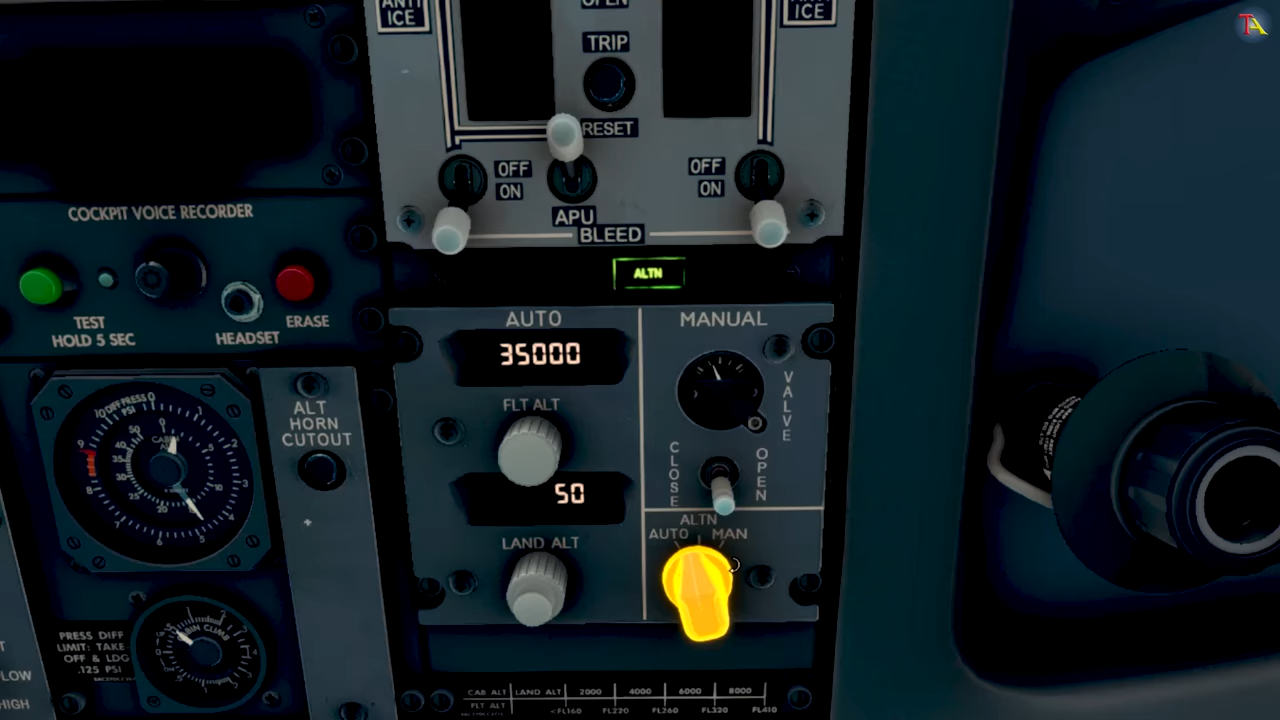 ANTI
ICE
OPEN
ICE
TRIP
RESET
OFF
ON
OFF
ON
APU
BLEED
COCKPIT VOICE RECORDER
TEST
HOLD 5 SEC
HEADSET
ERASE
ALTN
AUTO
35000
FLT ALT
50
LAND ALT
MANUAL
VALVE
CLOSE
OPEN
ALTN
AUTO
MAN
ALT
HORN
CUTOUT
PRESS DIFF
LIMIT: TAKE-
OFF & LDG
.125 PSI
LOW
HIGH
CAB ALT LAND ALT 2000 4000 6000 8000
FLT ALT <FL160 FL220 FL260 FL320 FL410
TA